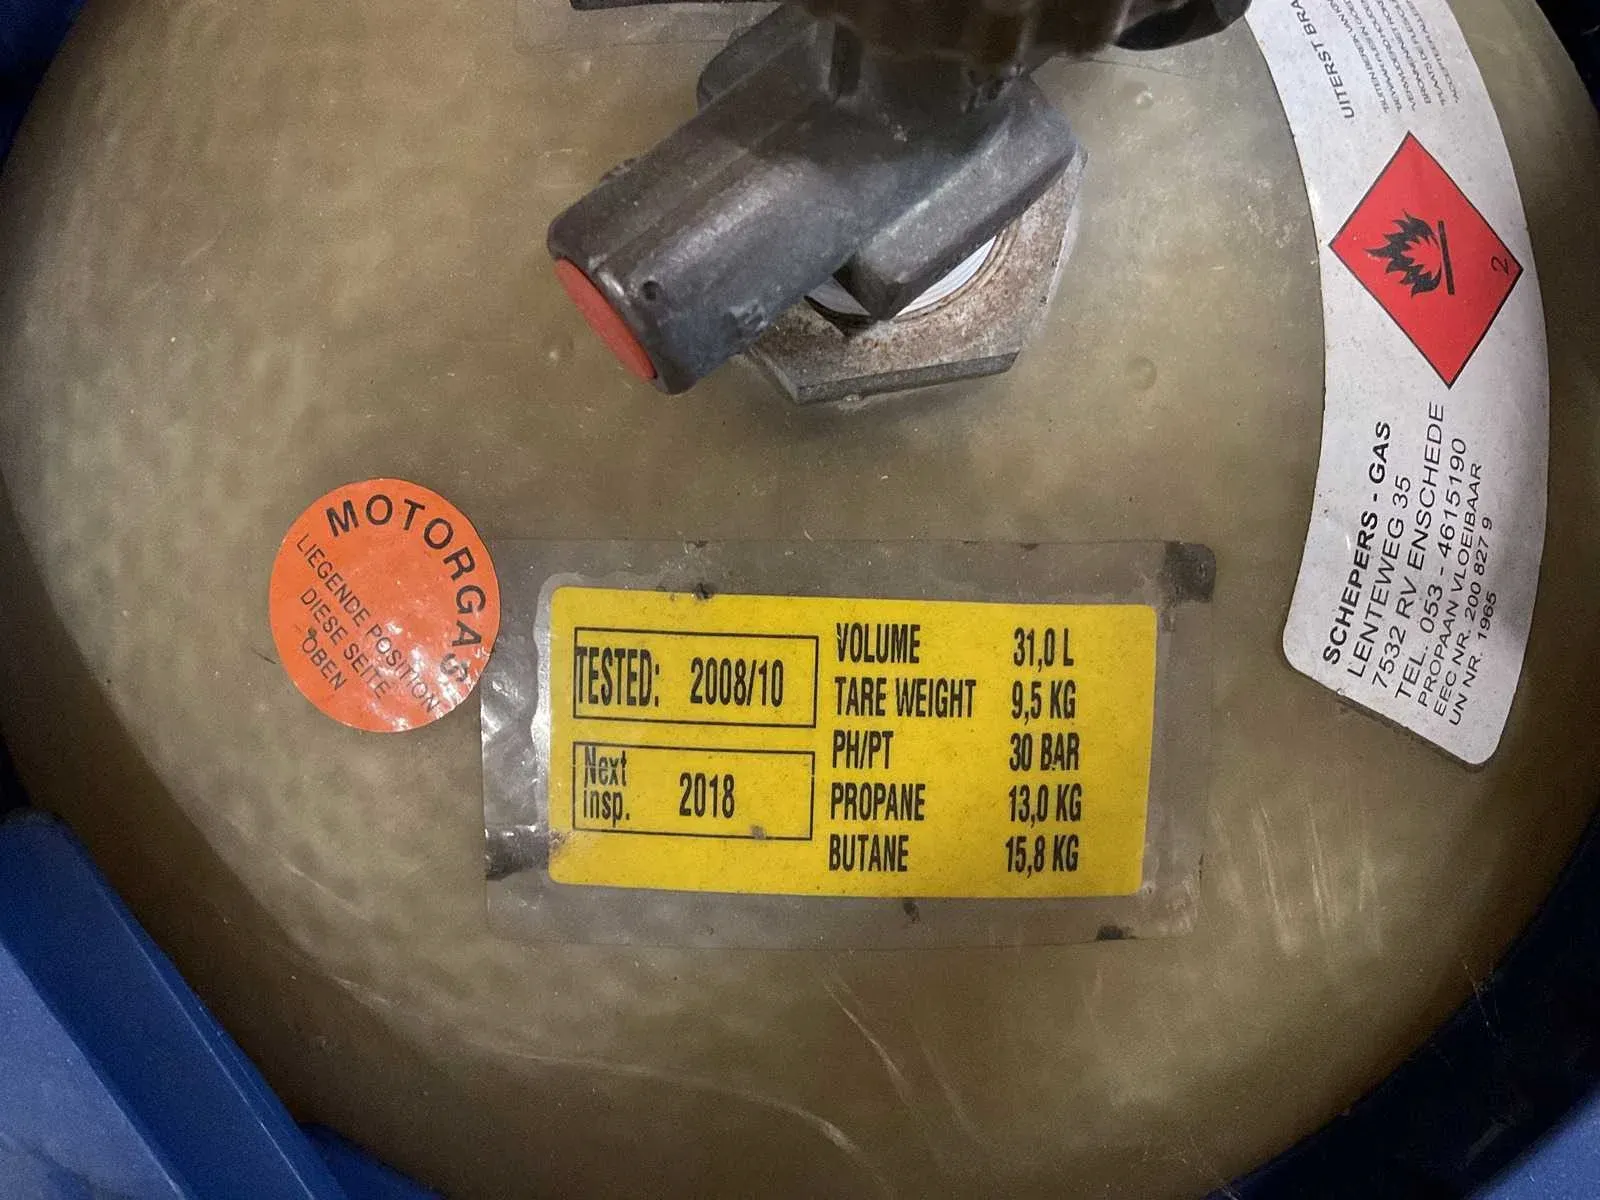 UITERST BRA
MOTORGAS
LIEGENDE POSITION
DIESE SEITE
OBEN
TESTED: 2008/10
Next
insp. 2018
VOLUME 31,0 L
TARE WEIGHT 9,5 KG
PH/PT 30 BAR
PROPANE 13,0 KG
BUTANE 15,8 KG
2
SCHEPERS - GAS
LENTEWEG 35
7532 RV ENSCHEDE
TEL. 053 - 4615190
PROPAAN VLOEIBAAR
EEC NR. 200 827 9
UN NR. 1965